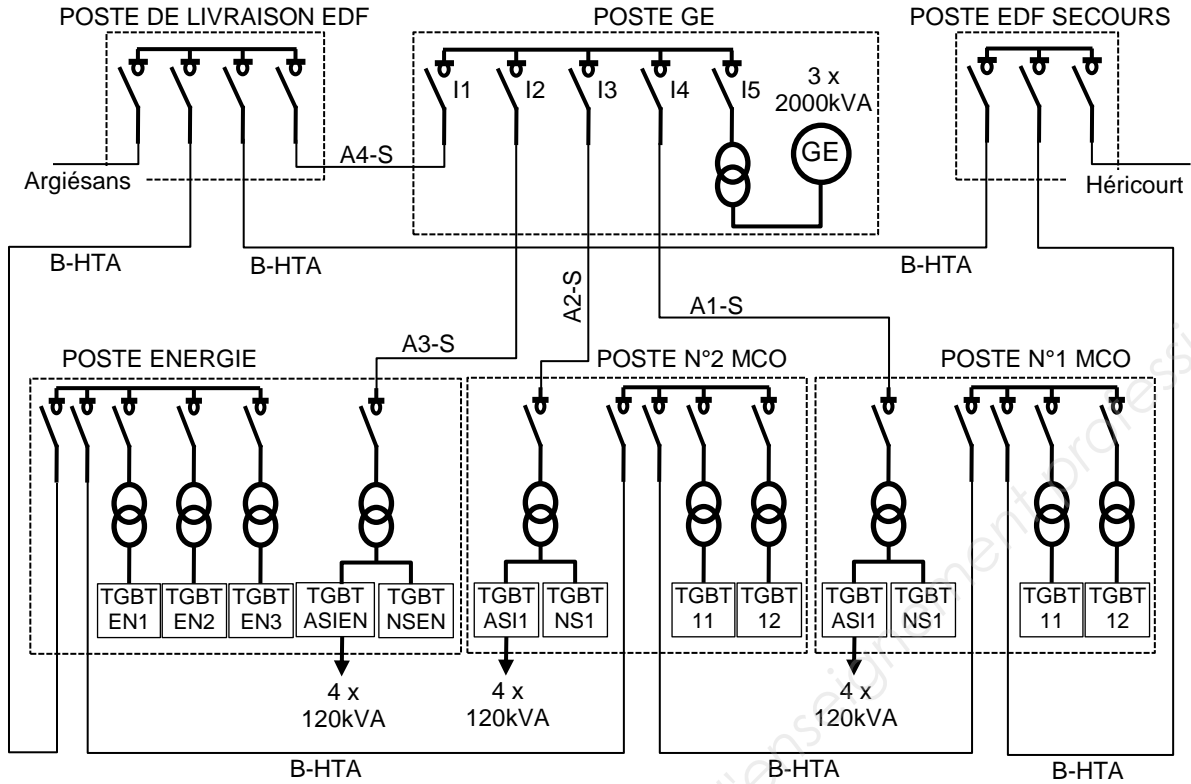 POSTE DE LIVRAISON EDF
POSTE GE
POSTE EDF SECOURS
I1
I2
I3
I4
I5
3 x
2000kVA
GE
A4-S
Argiésans
Héricourt
B-HTA
B-HTA
B-HTA
A2-S
A1-S
A3-S
POSTE ENERGIE
POSTE N°2 MCO
POSTE N°1 MCO
TGBT
EN1
TGBT
EN2
TGBT
EN3
TGBT
ASIEN
TGBT
NSEN
TGBT
ASI1
TGBT
NS1
TGBT
11
TGBT
12
TGBT
ASI1
TGBT
NS1
TGBT
11
TGBT
12
4 x
120kVA
4 x
120kVA
4 x
120kVA
B-HTA
B-HTA
B-HTA
l'enseignement professi